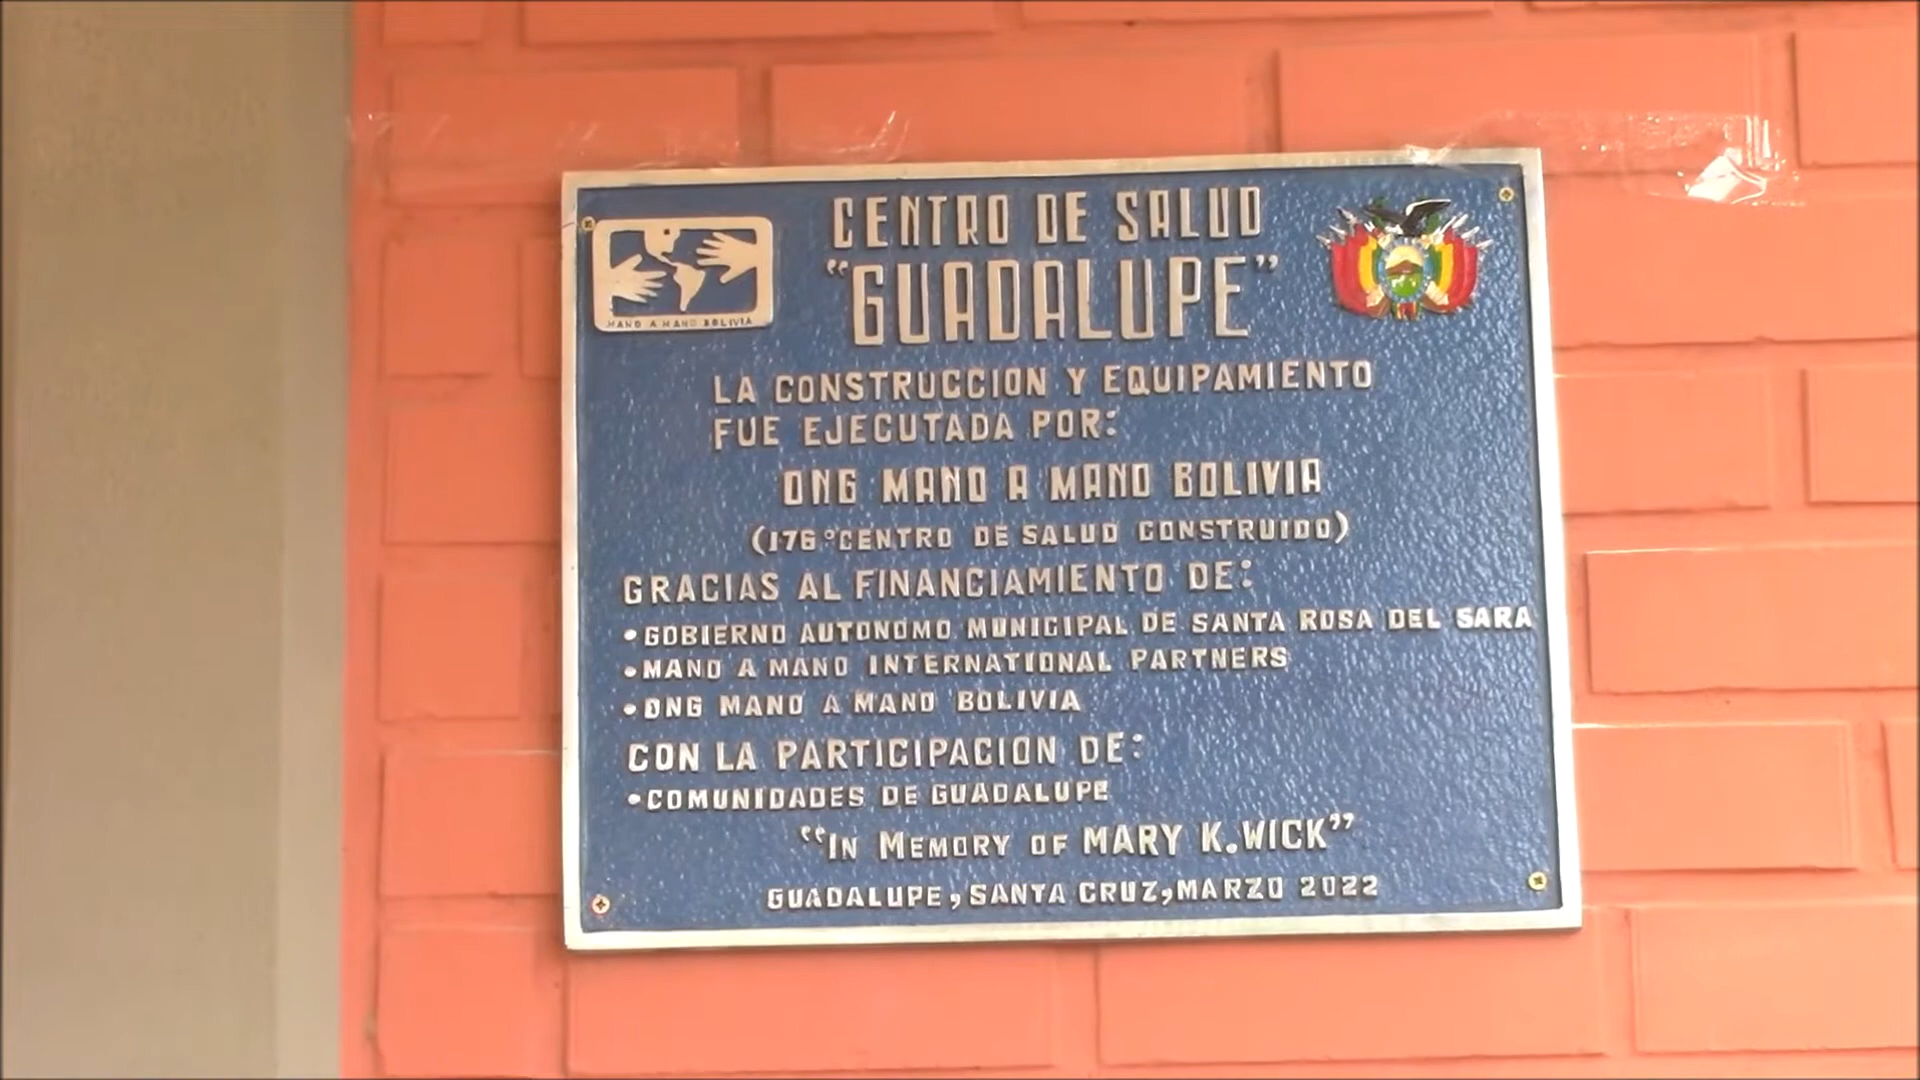 CENTRO DE SALUD
"GUADALUPE"
MANO A MANO BOLIVIA
LA CONSTRUCCION Y EQUIPAMIENTO
FUE EJECUTADA POR:
ONG MANO A MANO BOLIVIA
(176°CENTRO DE SALUD CONSTRUIDO)
GRACIAS AL FINANCIAMIENTO DE:
•GOBIERNO AUTONOMO MUNICIPAL DE SANTA ROSA DEL SARA
•MANO A MANO INTERNATIONAL PARTNERS
•ONG MANO A MANO BOLIVIA
CON LA PARTICIPACION DE:
•COMUNIDADES DE GUADALUPE
"IN MEMORY OF MARY K.WICK"
GUADALUPE, SANTA CRUZ, MARZO 2022